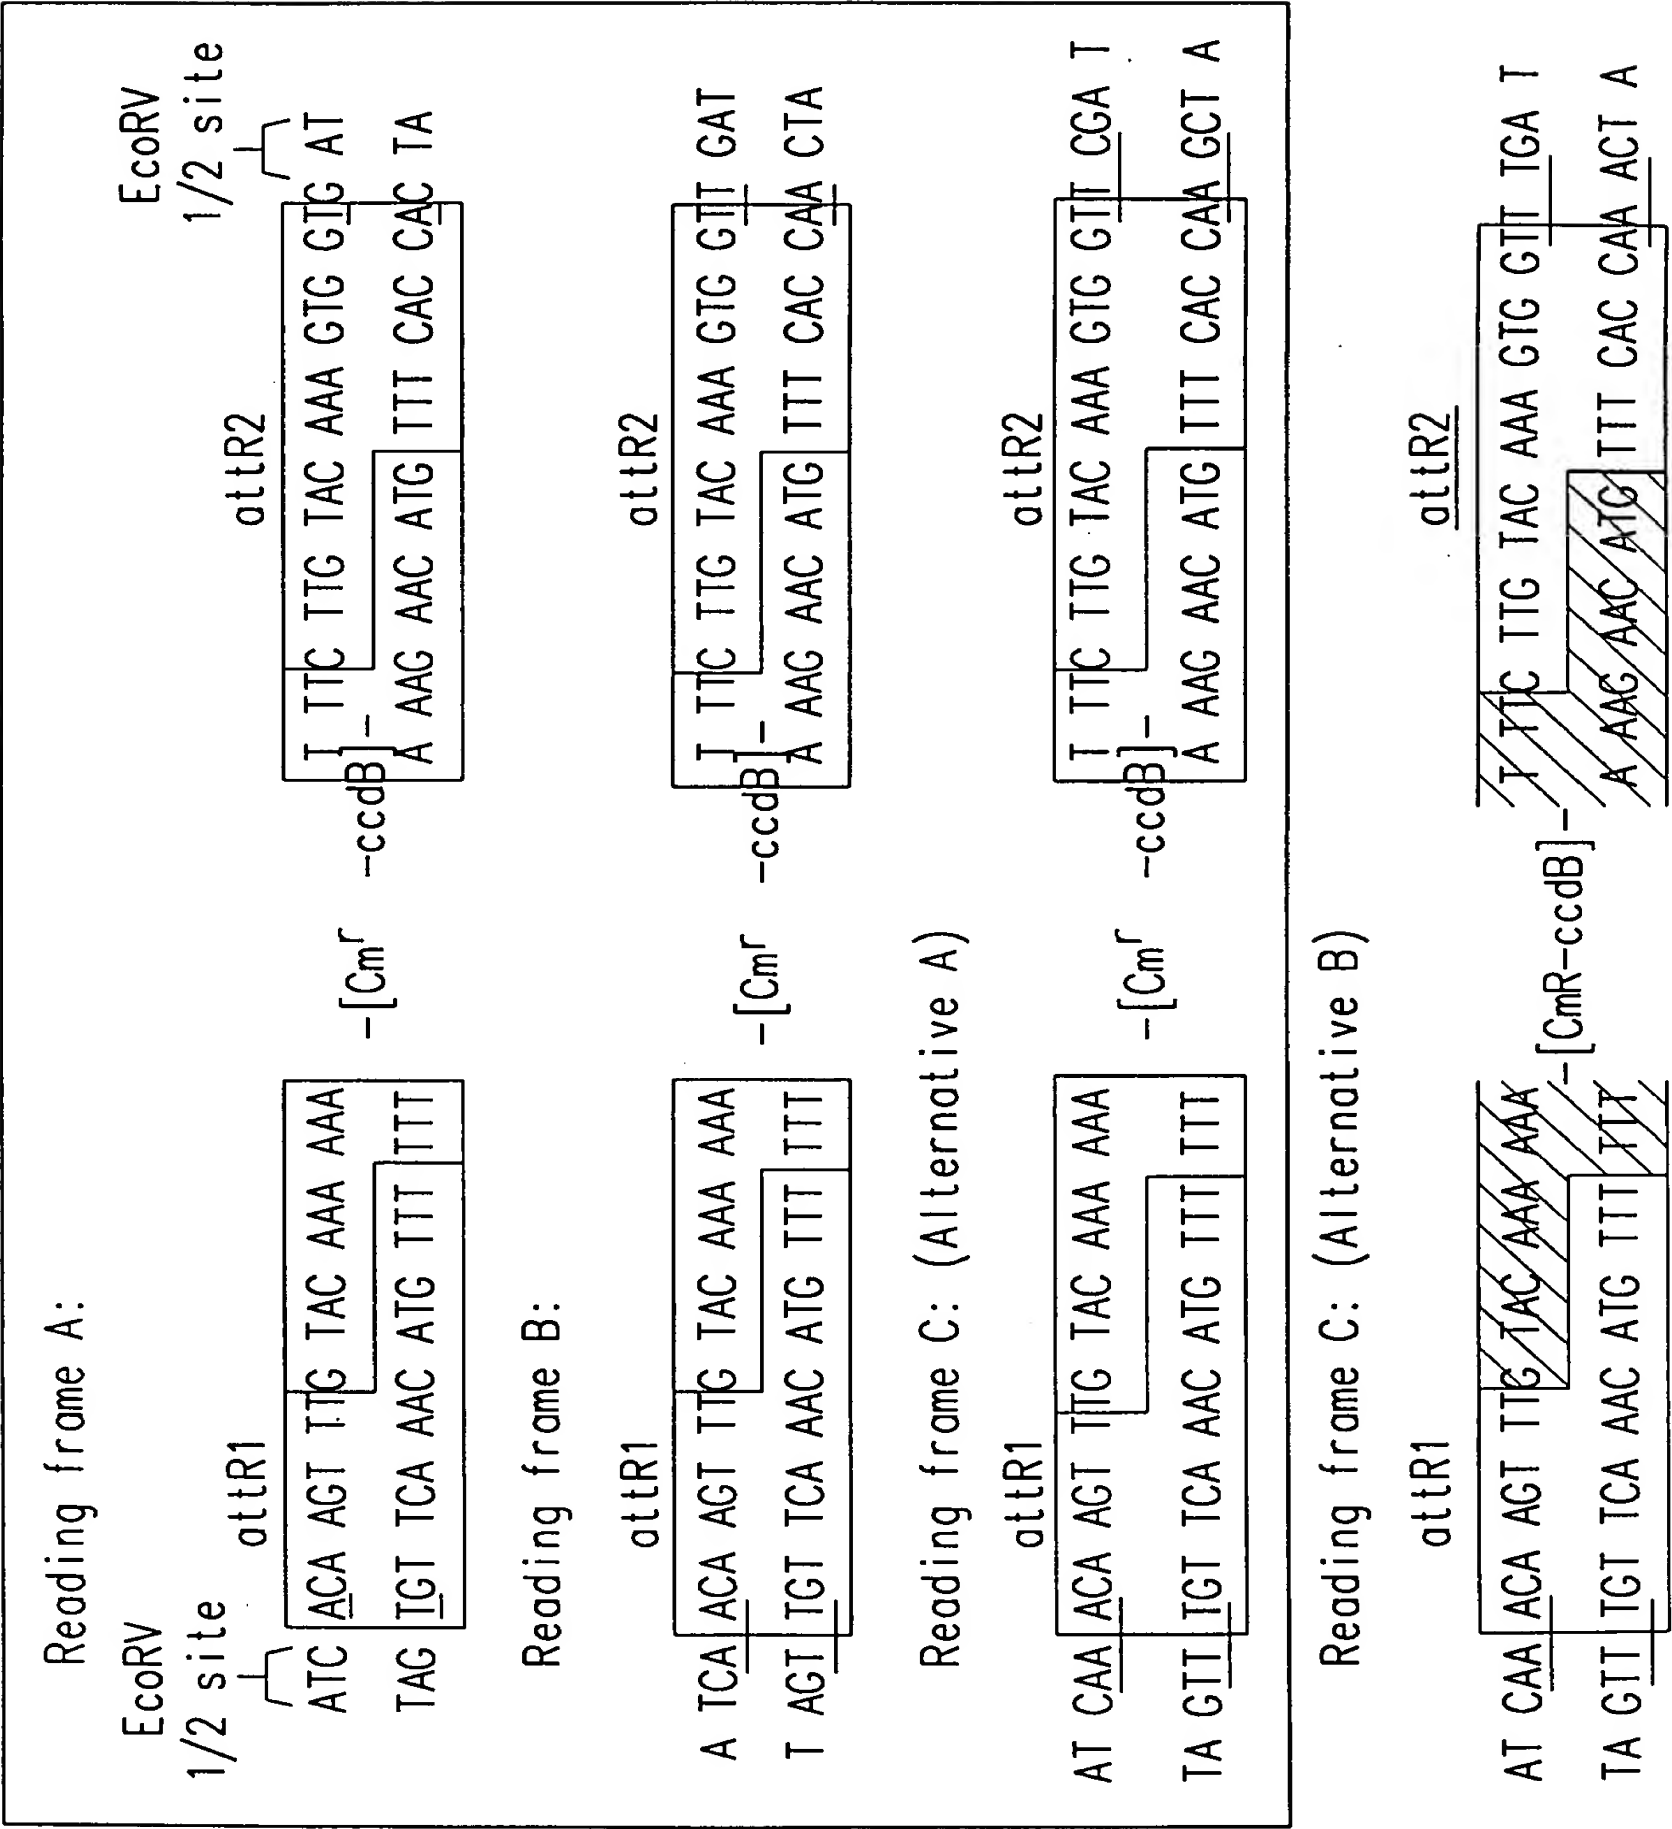 Reading frame A:
EcoRV EcoRV
1/2 site 1/2 site
attR1 attR2
ATC ACA AGT TTG TAC AAA AAA T TTC TTG TAC AAA GTG GTG AT
-[Cmr -ccdB]-
TAG TGT TCA AAC ATG TTT TTT A AAG AAC ATG TTT CAC CAC TA
Reading frame B:
attR1 attR2
A TCA ACA AGT TTG TAC AAA AAA T TTC TTG TAC AAA GTG GTT GAT
-[Cmr -ccdB]-
T AGT TGT TCA AAC ATG TTT TTT A AAG AAC ATG TTT CAC CAA CTA
Reading frame C: (Alternative A)
attR1 attR2
AT CAA ACA AGT TTG TAC AAA AAA T TTC TTG TAC AAA GTG GTT CGA T
-[Cmr -ccdB]-
TA GTT TGT TCA AAC ATG TTT TTT A AAG AAC ATG TTT CAC CAA GCT A
Reading frame C: (Alternative B)
attR1 attR2
AT CAA ACA AGT TTG TAC AAA AAA T TTC TTG TAC AAA GTG GTT TGA T
-[CmR-ccdB]-
TA GTT TGT TCA AAC ATG TTT TTT A AAG AAC ATG TTT CAC CAA ACT A